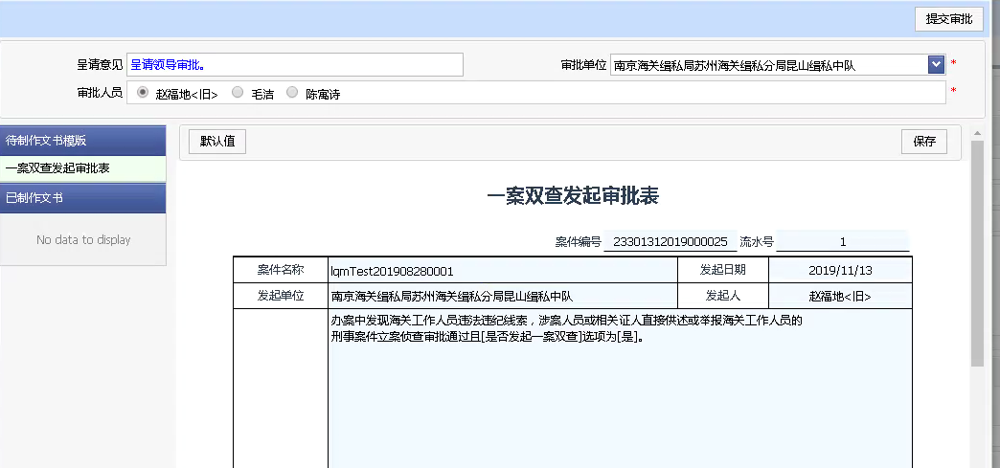 提交审批
呈请意见 呈请领导审批。 审批单位 南京海关缉私局苏州海关缉私分局昆山缉私中队 *
审批人员 赵福地<旧> 毛洁 陈寓诗 *
待制作文书模版
一案双查发起审批表
已制作文书
No data to display
默认值 保存
一案双查发起审批表
案件编号 23301312019000025 流水号 1
案件名称 lqmTest201908280001 发起日期 2019/11/13
发起单位 南京海关缉私局苏州海关缉私分局昆山缉私中队 发起人 赵福地<旧>
办案中发现海关工作人员违法违纪线索，涉案人员或相关证人直接供述或举报海关工作人员的
刑事案件立案侦查审批通过且[是否发起一案双查]选项为[是]。